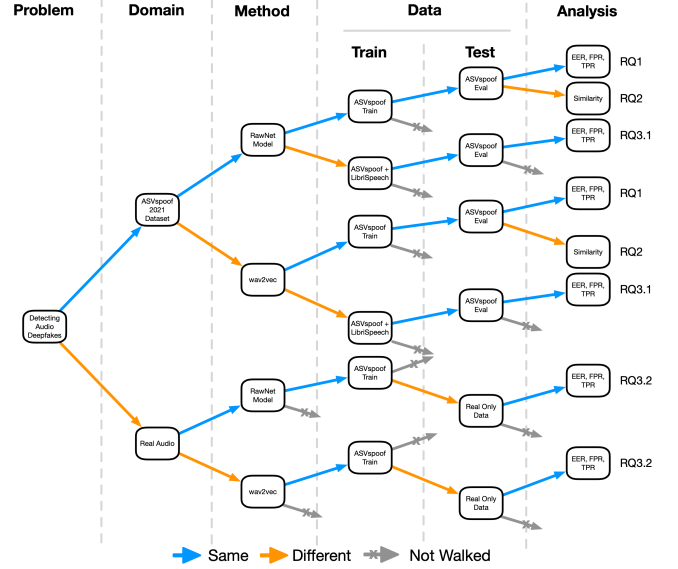 Problem
Domain
Method
Data
Analysis
Train
Test
Detecting
Audio
Deepfakes
ASVspoof
2021
Dataset
Real Audio
RawNet
Model
wav2vec
RawNet
Model
wav2vec
ASVspoof
Train
ASVspoof +
LibriSpeech
ASVspoof
Train
ASVspoof +
LibriSpeech
ASVspoof
Train
ASVspoof
Train
ASVspoof
Eval
ASVspoof
Eval
ASVspoof
Eval
ASVspoof
Eval
Real Only
Data
Real Only
Data
EER, FPR,
TPR
RQ1
Similarity
RQ2
EER, FPR,
TPR
RQ3.1
EER, FPR,
TPR
RQ1
Similarity
RQ2
EER, FPR,
TPR
RQ3.1
EER, FPR,
TPR
RQ3.2
EER, FPR,
TPR
RQ3.2
Same
Different
Not Walked